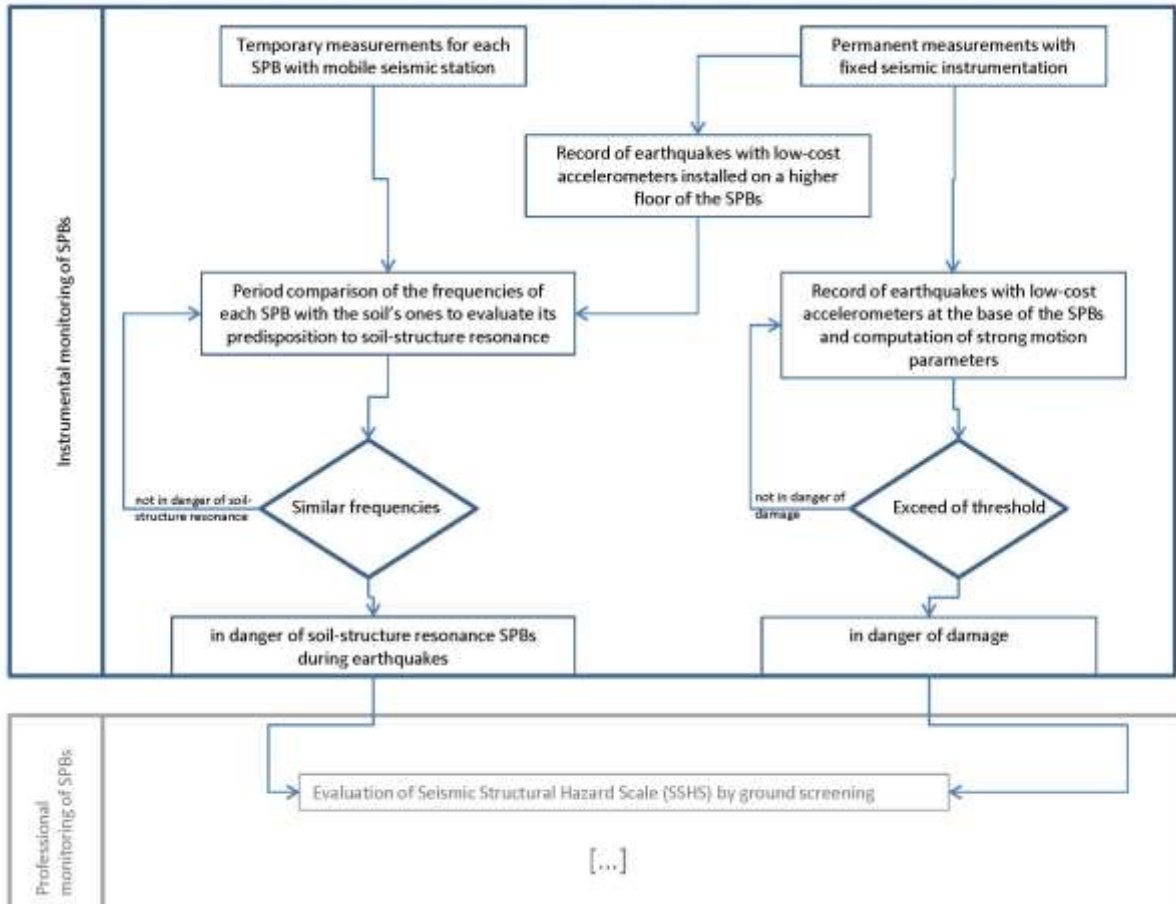 Instrumental monitoring of SPBs
Temporary measurements for each
SPB with mobile seismic station
Permanent measurements with
fixed seismic instrumentation
Record of earthquakes with low-cost
accelerometers installed on a higher
floor of the SPBs
Period comparison of the frequencies of
each SPB with the soil's ones to evaluate its
predisposition to soil-structure resonance
Record of earthquakes with low-cost
accelerometers at the base of the SPBs
and computation of strong motion
parameters
not in danger of soil-
structure resonance
Similar frequencies
not in danger of
damage
Exceed of threshold
in danger of soil-structure resonance SPBs
during earthquakes
in danger of damage
Professional
monitoring of SPBs
Evaluation of Seismic Structural Hazard Scale (SSHS) by ground screening
[...]